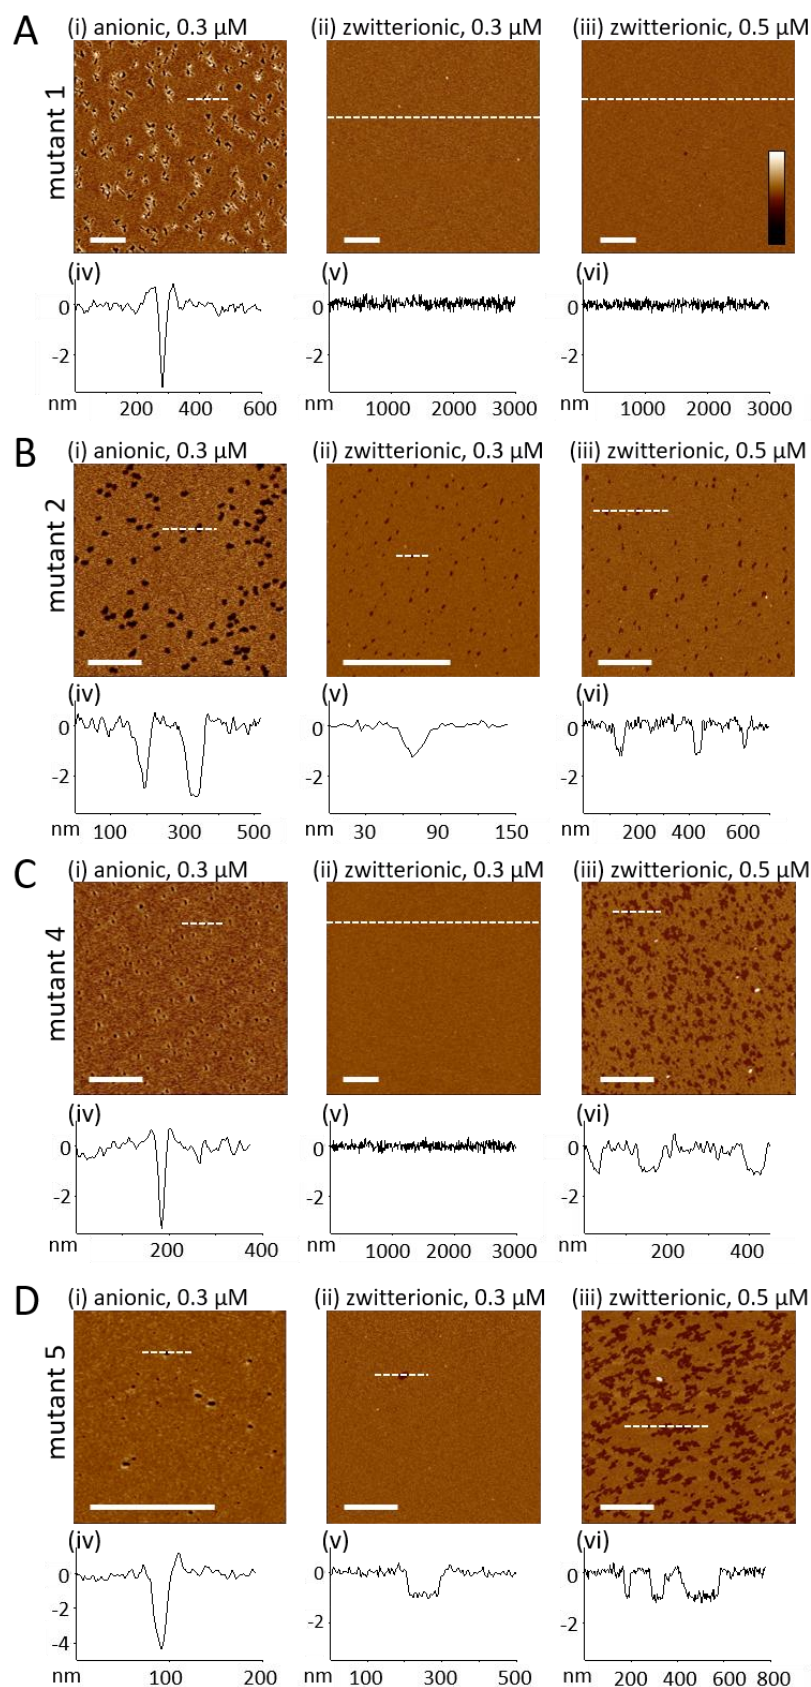 A
(i) anionic, 0.3 µM (ii) zwitterionic, 0.3 µM (iii) zwitterionic, 0.5 µM
mutant 1
(iv) (v) (vi)
0 0 0
-2 -2 -2
nm 200 400 600 nm 1000 2000 3000 nm 1000 2000 3000
B
(i) anionic, 0.3 µM (ii) zwitterionic, 0.3 µM (iii) zwitterionic, 0.5 µM
mutant 2
(iv) (v) (vi)
0 0 0
-2 -2 -2
nm 100 300 500 nm 30 90 150 nm 200 400 600
C
(i) anionic, 0.3 µM (ii) zwitterionic, 0.3 µM (iii) zwitterionic, 0.5 µM
mutant 4
(iv) (v) (vi)
0 0 0
-2 -2 -2
nm 200 400 nm 1000 2000 3000 nm 200 400
D
(i) anionic, 0.3 µM (ii) zwitterionic, 0.3 µM (iii) zwitterionic, 0.5 µM
mutant 5
(iv) (v) (vi)
0 0 0
-2 -2 -2
-4
nm 100 200 nm 100 300 500 nm 200 400 600 800